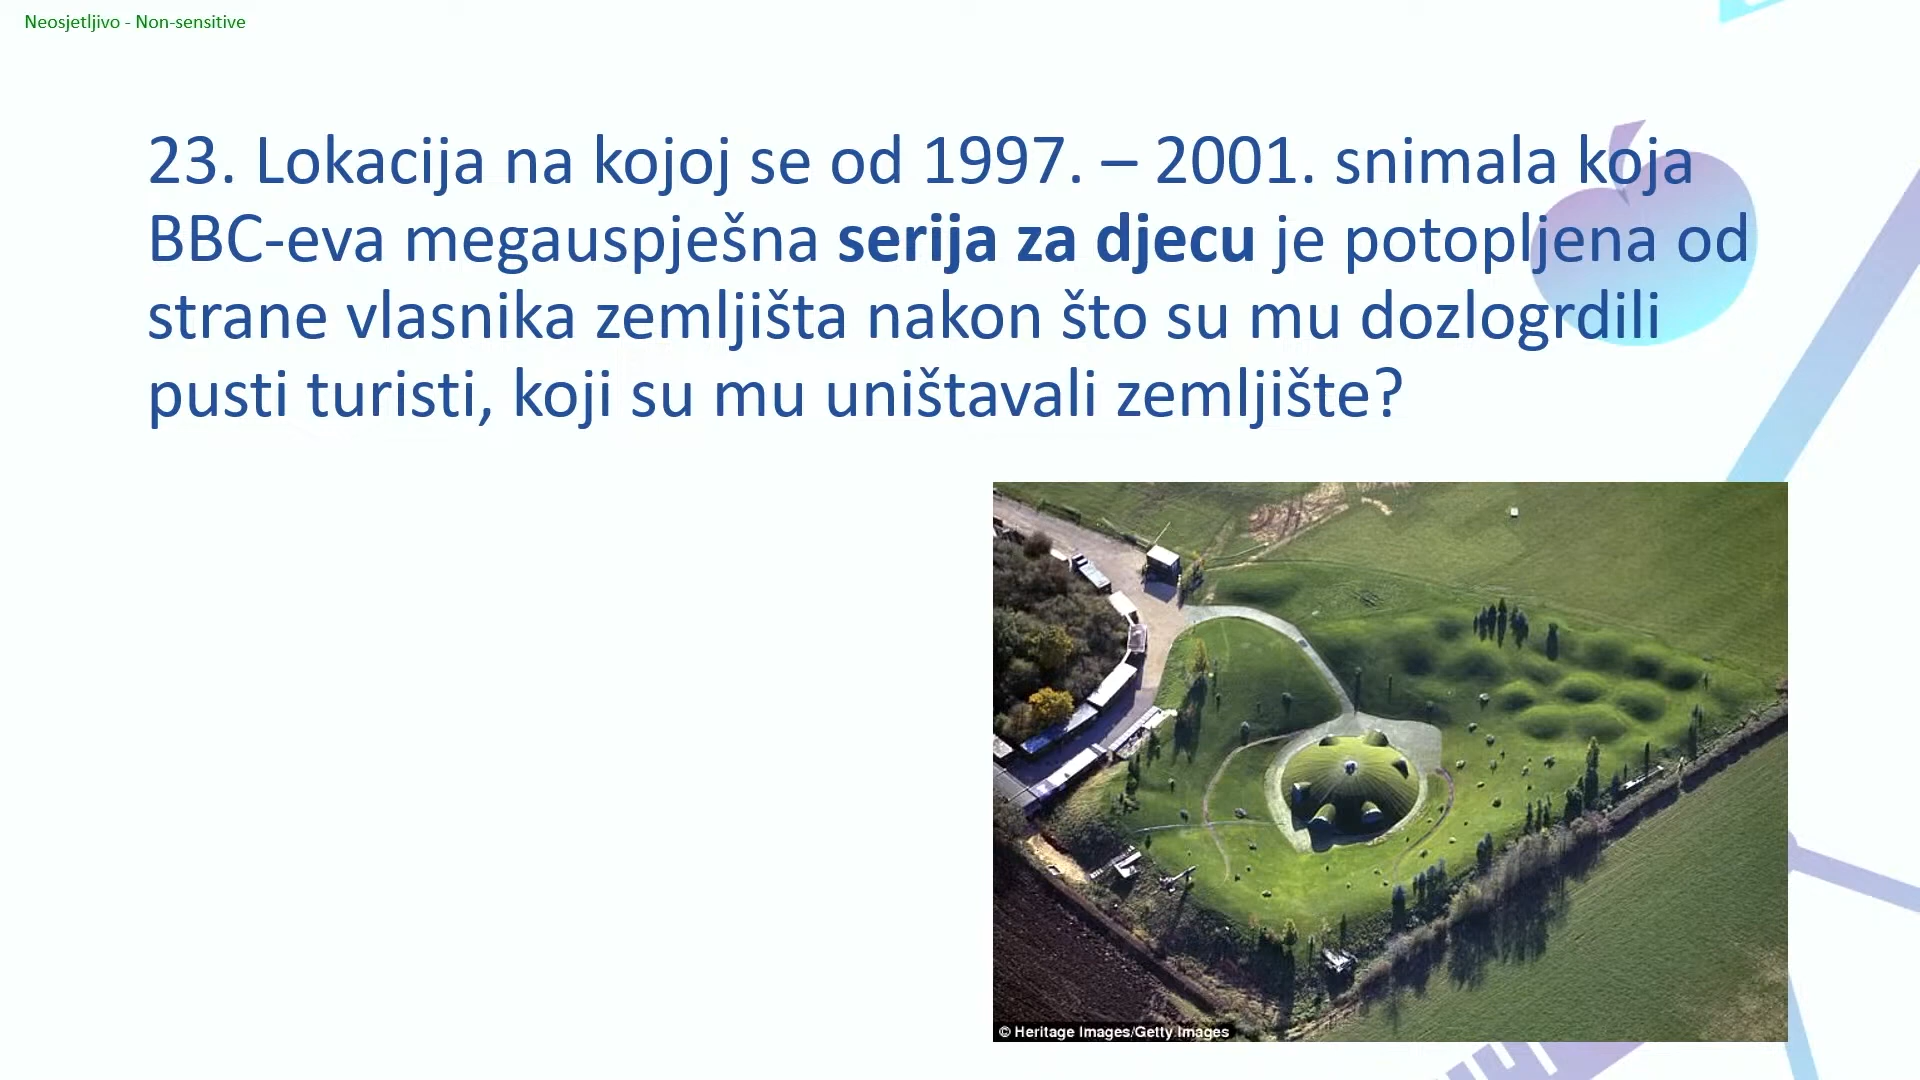 Neosjetljivo - Non-sensitive
23. Lokacija na kojoj se od 1997. – 2001. snimala koja
BBC-eva megauspješna serija za djecu je potopljena od
strane vlasnika zemljišta nakon što su mu dozlogrdili
pusti turisti, koji su mu uništavali zemljište?
© Heritage Images/Getty Images